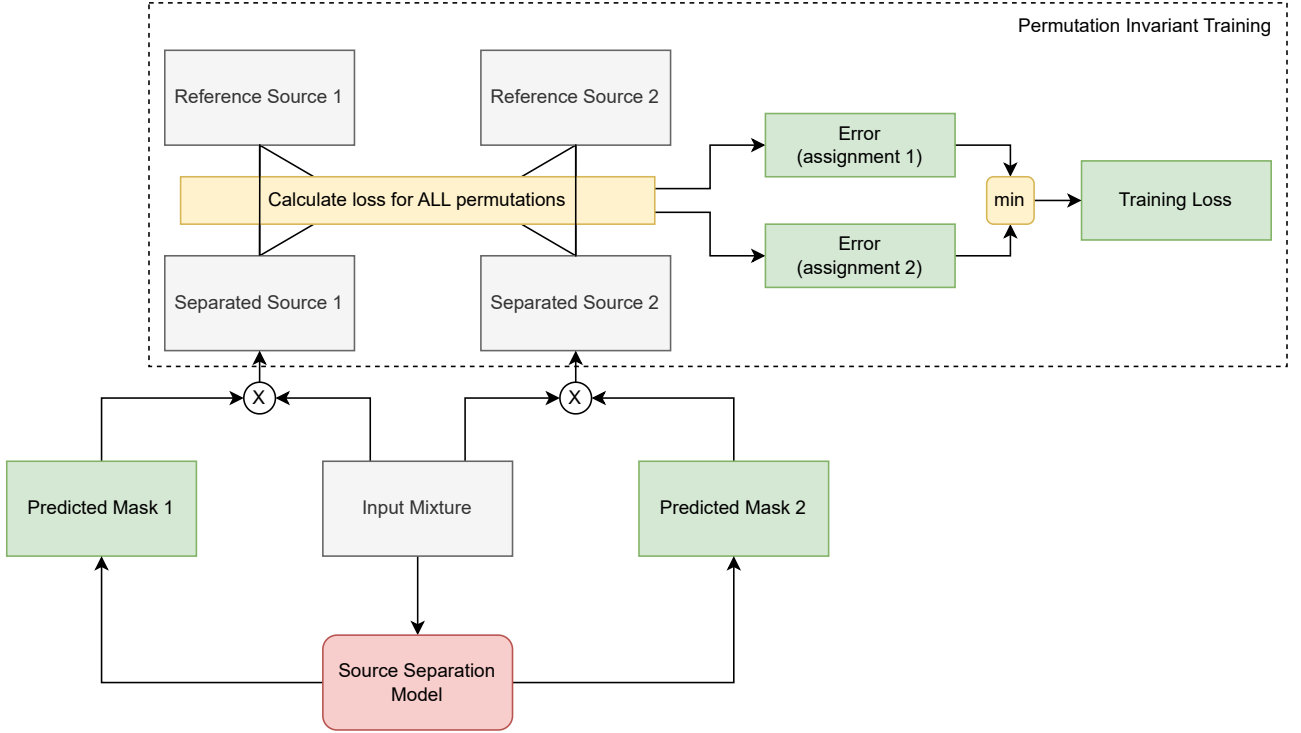 Permutation Invariant Training
Reference Source 1
Reference Source 2
Error
(assignment 1)
Calculate loss for ALL permutations
min
Training Loss
Error
(assignment 2)
Separated Source 1
Separated Source 2
X
X
Predicted Mask 1
Input Mixture
Predicted Mask 2
Source Separation
Model